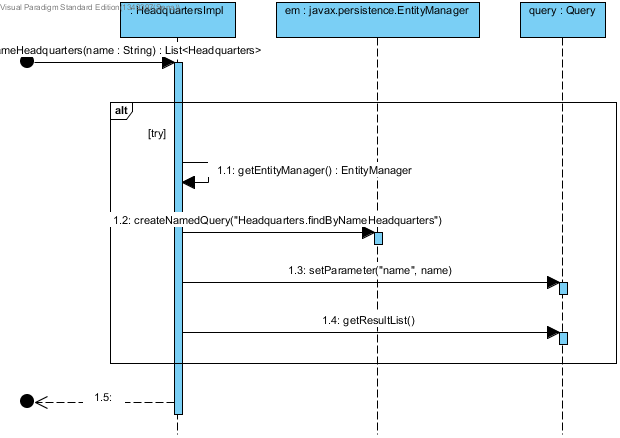 Visual Paradigm Standard Edition
: HeadquartersImpl
em : javax.persistence.EntityManager
query : Query
ameHeadquarters(name : String) : List<Headquarters>
alt
[try]
1.1: getEntityManager() : EntityManager
1.2: createNamedQuery("Headquarters.findByNameHeadquarters")
1.3: setParameter("name", name)
1.4: getResultList()
1.5: